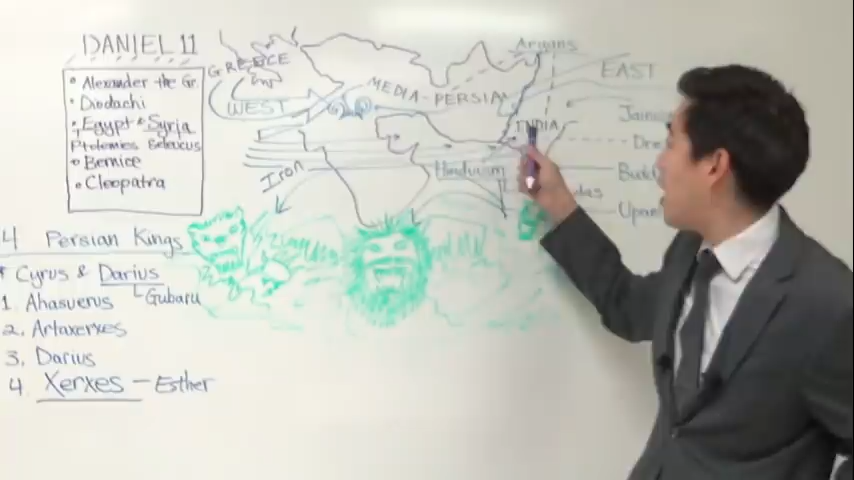 DANIEL 11
• Alexander the Gr.
• Diadachi
• Egypt & Syria
Ptolemies Seleucus
• Bernice
• Cleopatra
4 Persian Kings
* Cyrus & Darius
Gubaru
1. Ahasuerus
2. Artaxerxes
3. Darius
4. Xerxes - Esther
GREECE
WEST
MEDIA-PERSIA
Iron
Aryans
EAST
INDIA
Hinduism